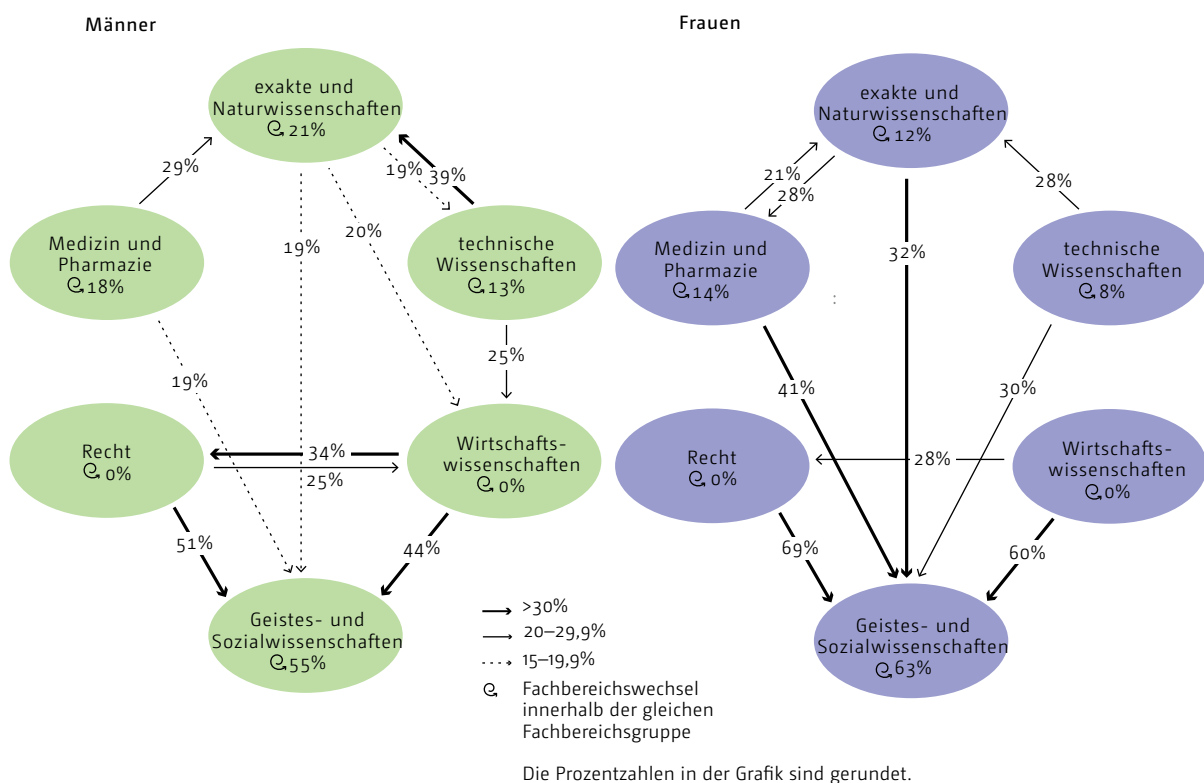 Männer
exakte und
Naturwissenschaften
21%
29%
19%
39%
Medizin und
Pharmazie
18%
19%
20%
technische
Wissenschaften
13%
25%
19%
Recht
0%
34%
25%
Wirtschafts-
wissenschaften
0%
51%
44%
Geistes- und
Sozialwissenschaften
55%
Frauen
exakte und
Naturwissenschaften
12%
21%
28%
28%
Medizin und
Pharmazie
14%
32%
technische
Wissenschaften
8%
:
41%
30%
Recht
0%
28%
Wirtschafts-
wissenschaften
0%
69%
60%
Geistes- und
Sozialwissenschaften
63%
>30%
20–29,9%
15–19,9%
Fachbereichswechsel
innerhalb der gleichen
Fachbereichsgruppe
Die Prozentzahlen in der Grafik sind gerundet.